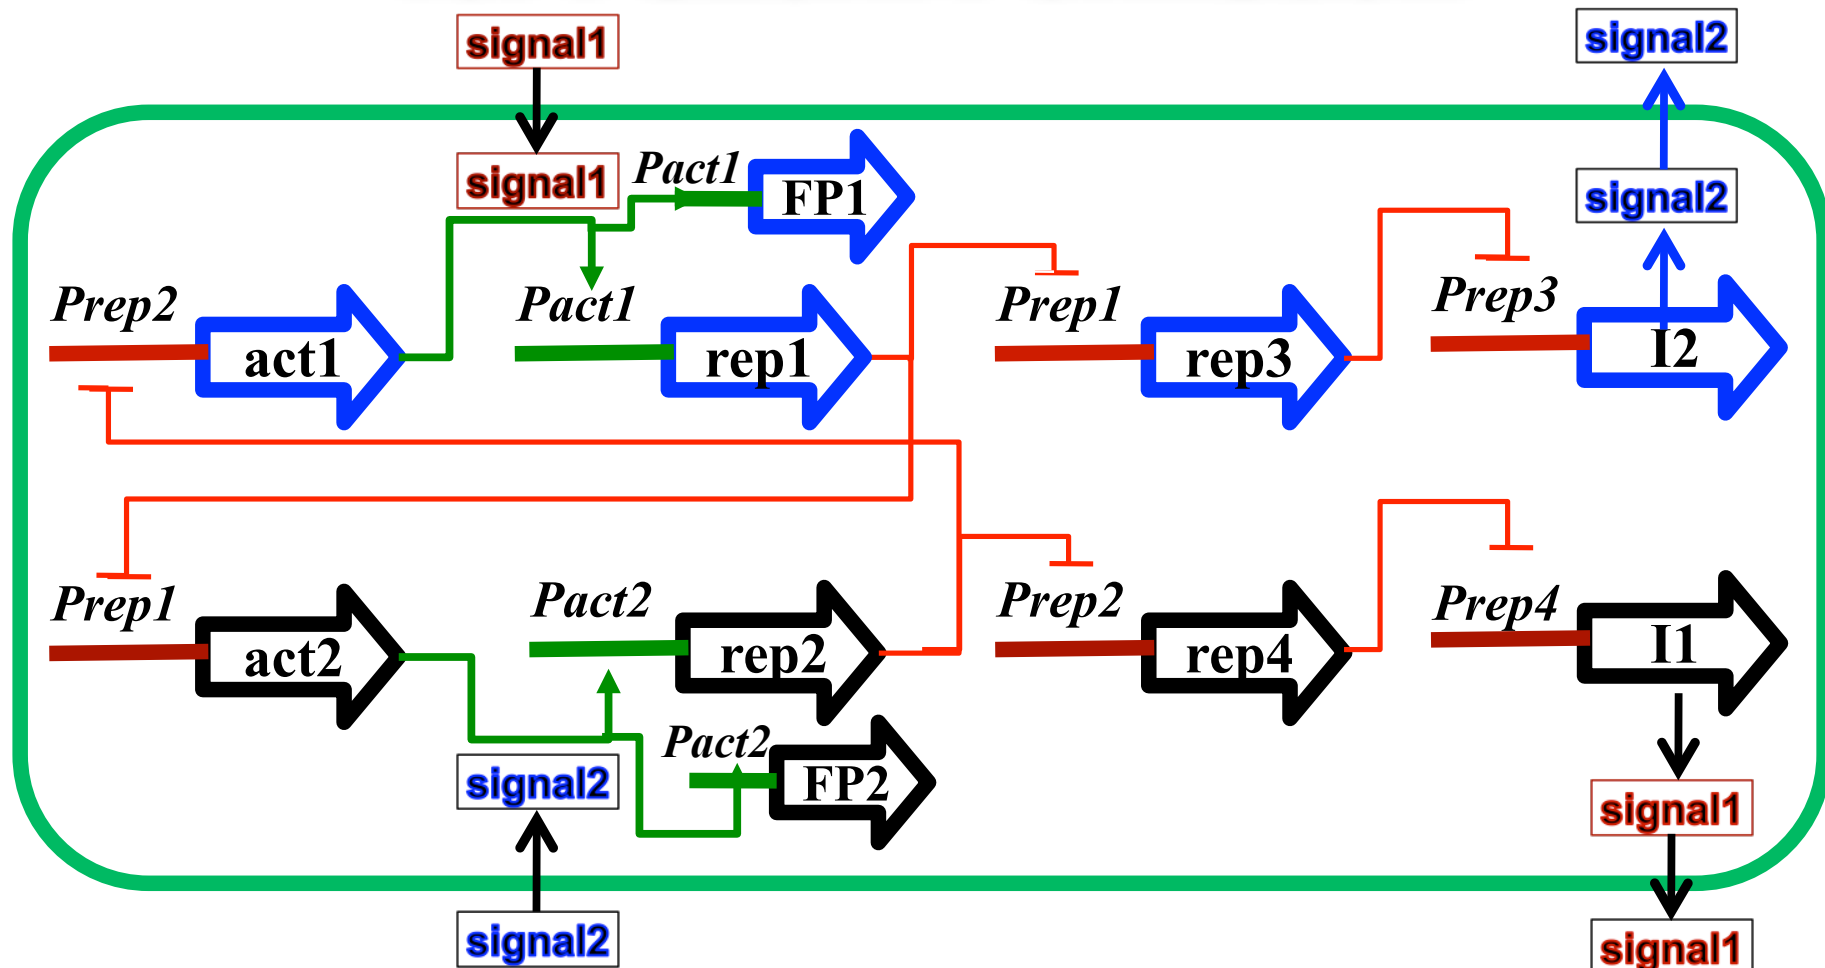 signal1
signal2
signal1
Pact1
FP1
signal2
Prep2
act1
Pact1
rep1
Prep1
rep3
Prep3
I2
Prep1
act2
Pact2
rep2
Prep2
rep4
Prep4
I1
Pact2
FP2
signal2
signal1
signal2
signal1